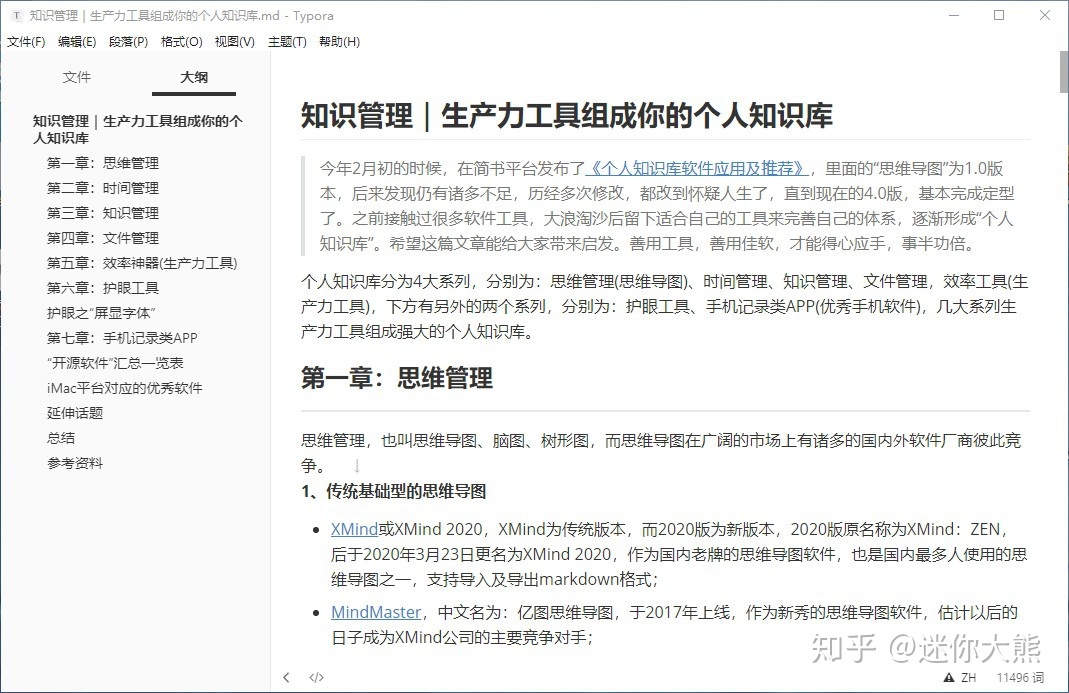 T 知识管理｜生产力工具组成你的个人知识库.md - Typora
文件(F) 编辑(E) 段落(P) 格式(O) 视图(V) 主题(T) 帮助(H)
文件 大纲
知识管理｜生产力工具组成你的个
人知识库
第一章：思维管理
第二章：时间管理
第三章：知识管理
第四章：文件管理
第五章：效率神器(生产力工具)
第六章：护眼工具
护眼之“屏显字体”
第七章：手机记录类APP
“开源软件”汇总一览表
iMac平台对应的优秀软件
延伸话题
总结
参考资料
知识管理｜生产力工具组成你的个人知识库
今年2月初的时候，在简书平台发布了《个人知识库软件应用及推荐》，里面的“思维导图”为1.0版
本，后来发现仍有诸多不足，历经多次修改，都改到怀疑人生了，直到现在的4.0版，基本完成定型
了。之前接触过很多软件工具，大浪淘沙后留下适合自己的工具来完善自己的体系，逐渐形成“个人
知识库”。希望这篇文章能给大家带来启发。善用工具，善用佳软，才能得心应手，事半功倍。
个人知识库分为4大系列，分别为：思维管理(思维导图)、时间管理、知识管理、文件管理，效率工具(生
产力工具)，下方有另外的两个系列，分别为：护眼工具、手机记录类APP(优秀手机软件)，几大系列生
产力工具组成强大的个人知识库。
第一章：思维管理
思维管理，也叫思维导图、脑图、树形图，而思维导图在广阔的市场上有诸多的国内外软件厂商彼此竞
争。 ↓
1、传统基础型的思维导图
• XMind或XMind 2020，XMind为传统版本，而2020版为新版本，2020版原名称为XMind：ZEN，
后于2020年3月23日更名为XMind 2020，作为国内老牌的思维导图软件，也是国内最多人使用的思
维导图之一，支持导入及导出markdown格式；
• MindMaster，中文名为：亿图思维导图，于2017年上线，作为新秀的思维导图软件，估计以后的
日子成为XMind公司的主要竞争对手；
知乎 @迷你大熊
< </> ZH 11496 词